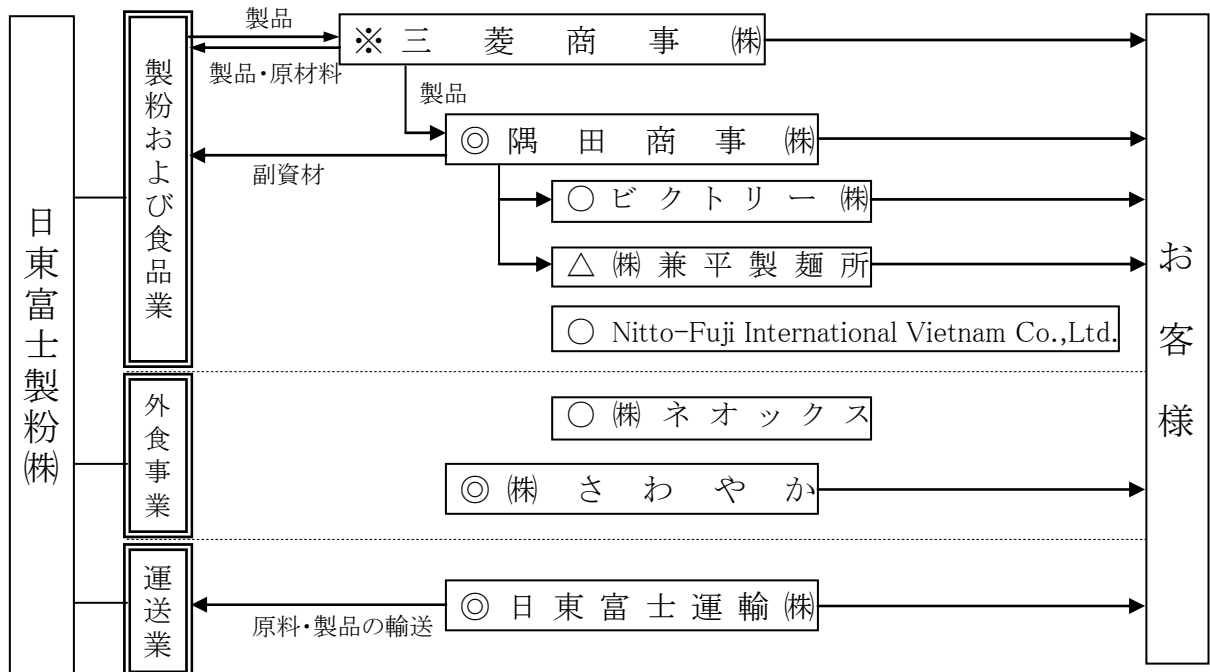 日東富士製粉㈱
製粉および食品業
製品
※三菱商事㈱
製品・原材料
製品
◎隅田商事㈱
副資材
○ビクトリー㈱
△㈱兼平製麺所
○ Nitto-Fuji International Vietnam Co.,Ltd.
外食事業
○㈱ネオックス
◎㈱さわやか
運送業
◎日東富士運輸㈱
原料・製品の輸送
お客様